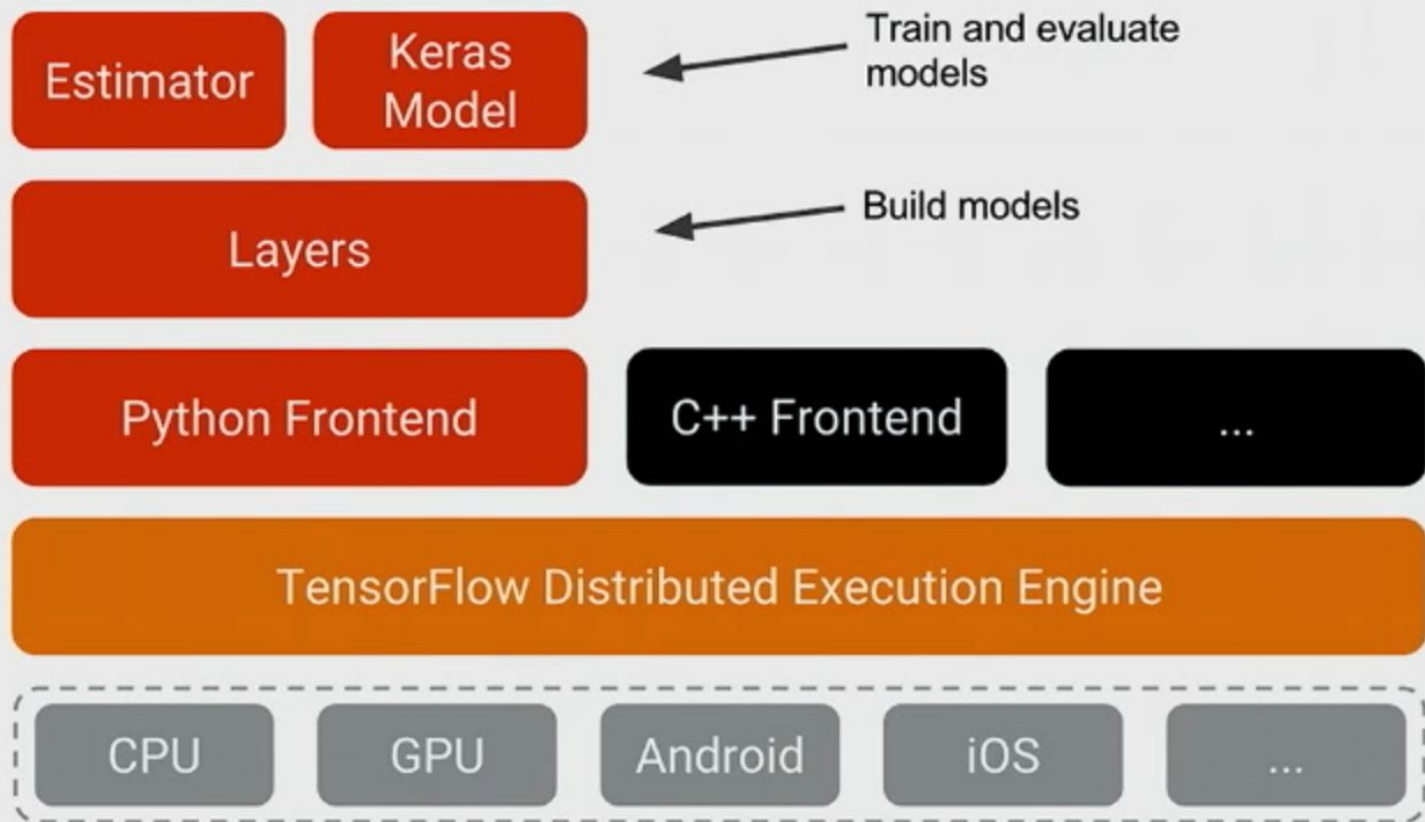 Estimator
Keras
Model
Train and evaluate
models
Layers
Build models
Python Frontend
C++ Frontend
...
TensorFlow Distributed Execution Engine
CPU
GPU
Android
iOS
...